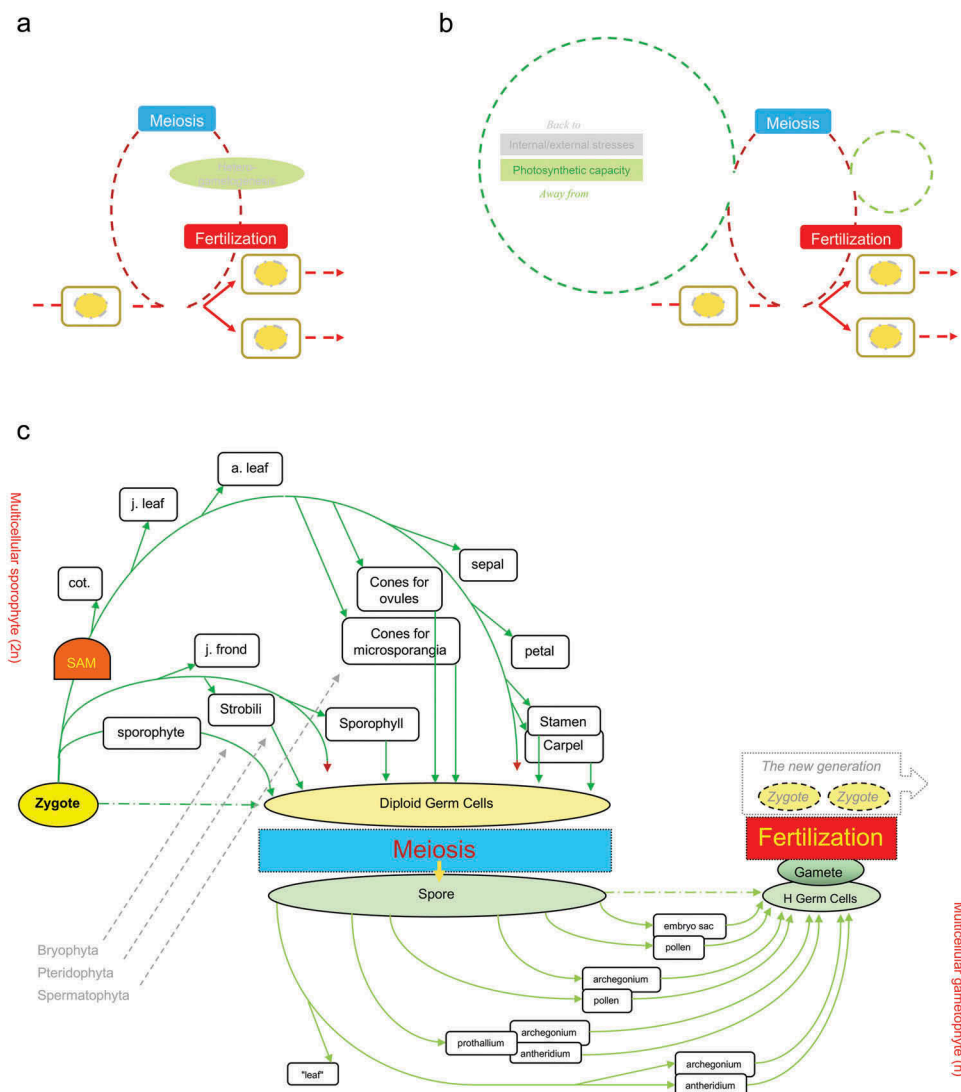 a
Meiosis
Fertilization
b
Back to
Internal/external stresses
Photosynthetic capacity
Away from
Meiosis
Fertilization
c
Multicellular sporophyte (2n)
a. leaf
j. leaf
cot.
SAM
Cones for
ovules
Cones for
microsporangia
sepal
petal
Stamen
Carpel
j. frond
Strobili
Sporophyll
sporophyte
Zygote
Diploid Germ Cells
Meiosis
Spore
The new generation
Zygote
Zygote
Fertilization
Gamete
H Germ Cells
Multicellular gametophyte (n)
Bryophyta
Pteridophyta
Spermatophyta
embryo sac
pollen
archegonium
pollen
prothallium
archegonium
antheridium
"leaf"
archegonium
antheridium